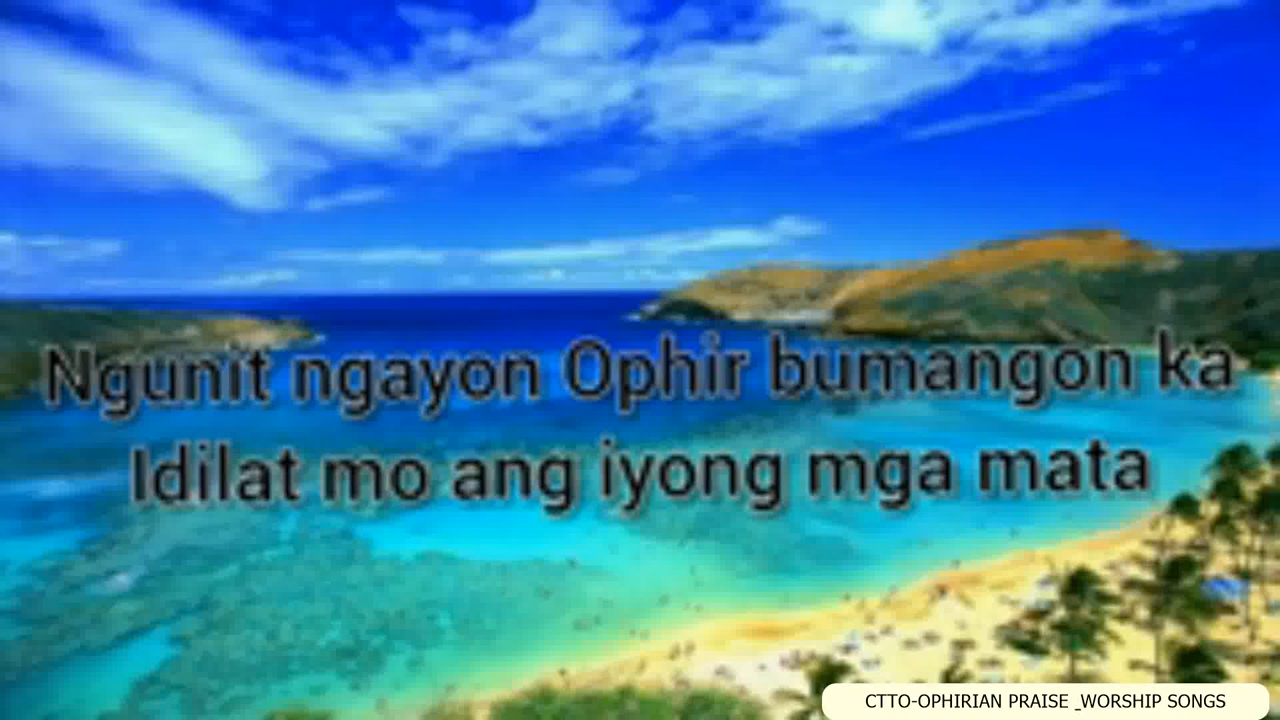 Ngunit ngayon Ophir bumangon ka
Idilat mo ang iyong mga mata
CTTO-OPHIRIAN PRAISE _WORSHIP SONGS